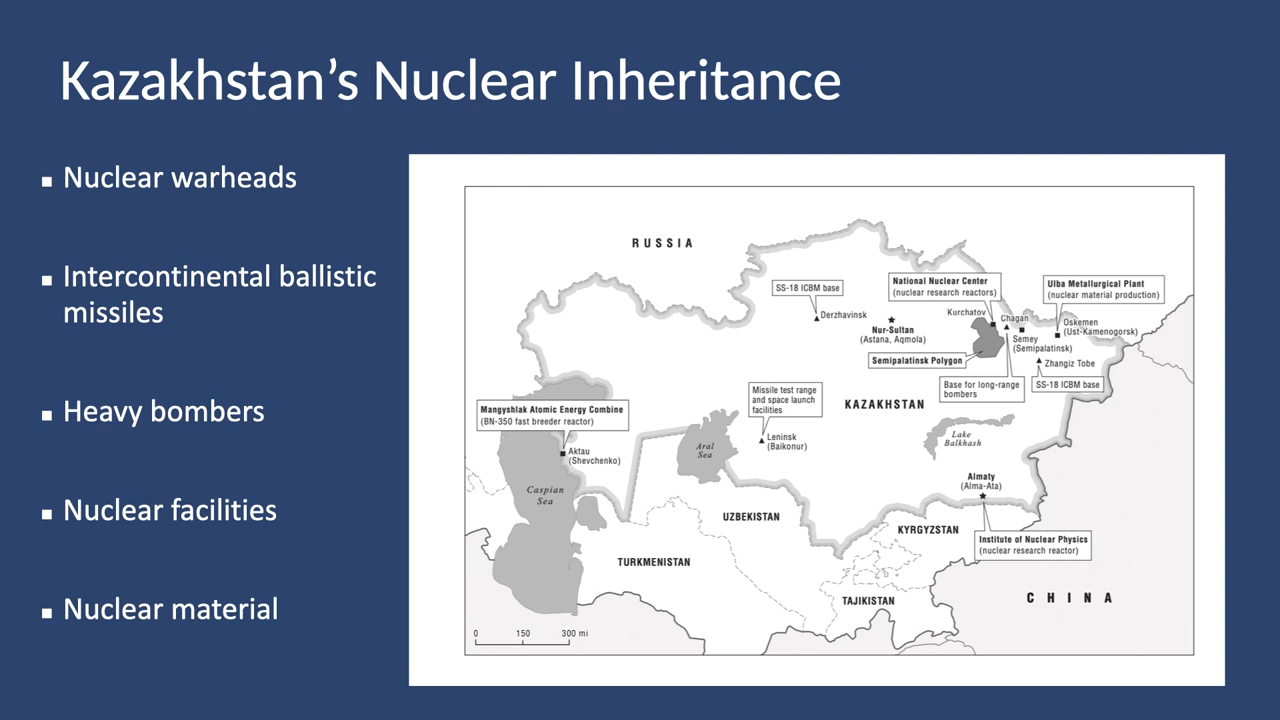 Kazakhstan’s Nuclear Inheritance
▪ Nuclear warheads
▪ Intercontinental ballistic
missiles
▪ Heavy bombers
▪ Nuclear facilities
▪ Nuclear material
RUSSIA
SS-18 ICBM base
Derzhavinsk
Nur-Sultan
(Astana, Aqmola)
National Nuclear Center
(nuclear research reactors)
Kurchatov
Chagan
Semey
(Semipalatinsk)
Ulba Metallurgical Plant
(nuclear material production)
Oskemen
(Ust-Kamenogorsk)
Semipalatinsk Polygon
Zhangiz Tobe
SS-18 ICBM base
Base for long-range
bombers
Missile test range
and space launch
facilities
Leninsk
(Baikonur)
KAZAKHSTAN
Mangyshlak Atomic Energy Combine
(BN-350 fast breeder reactor)
Aktau
(Shevchenko)
Aral
Sea
Lake
Balkhash
Caspian
Sea
Almaty
(Alma-Ata)
UZBEKISTAN
KYRGYZSTAN
Institute of Nuclear Physics
(nuclear research reactor)
TURKMENISTAN
TAJIKISTAN
CHINA
0 150 300 mi